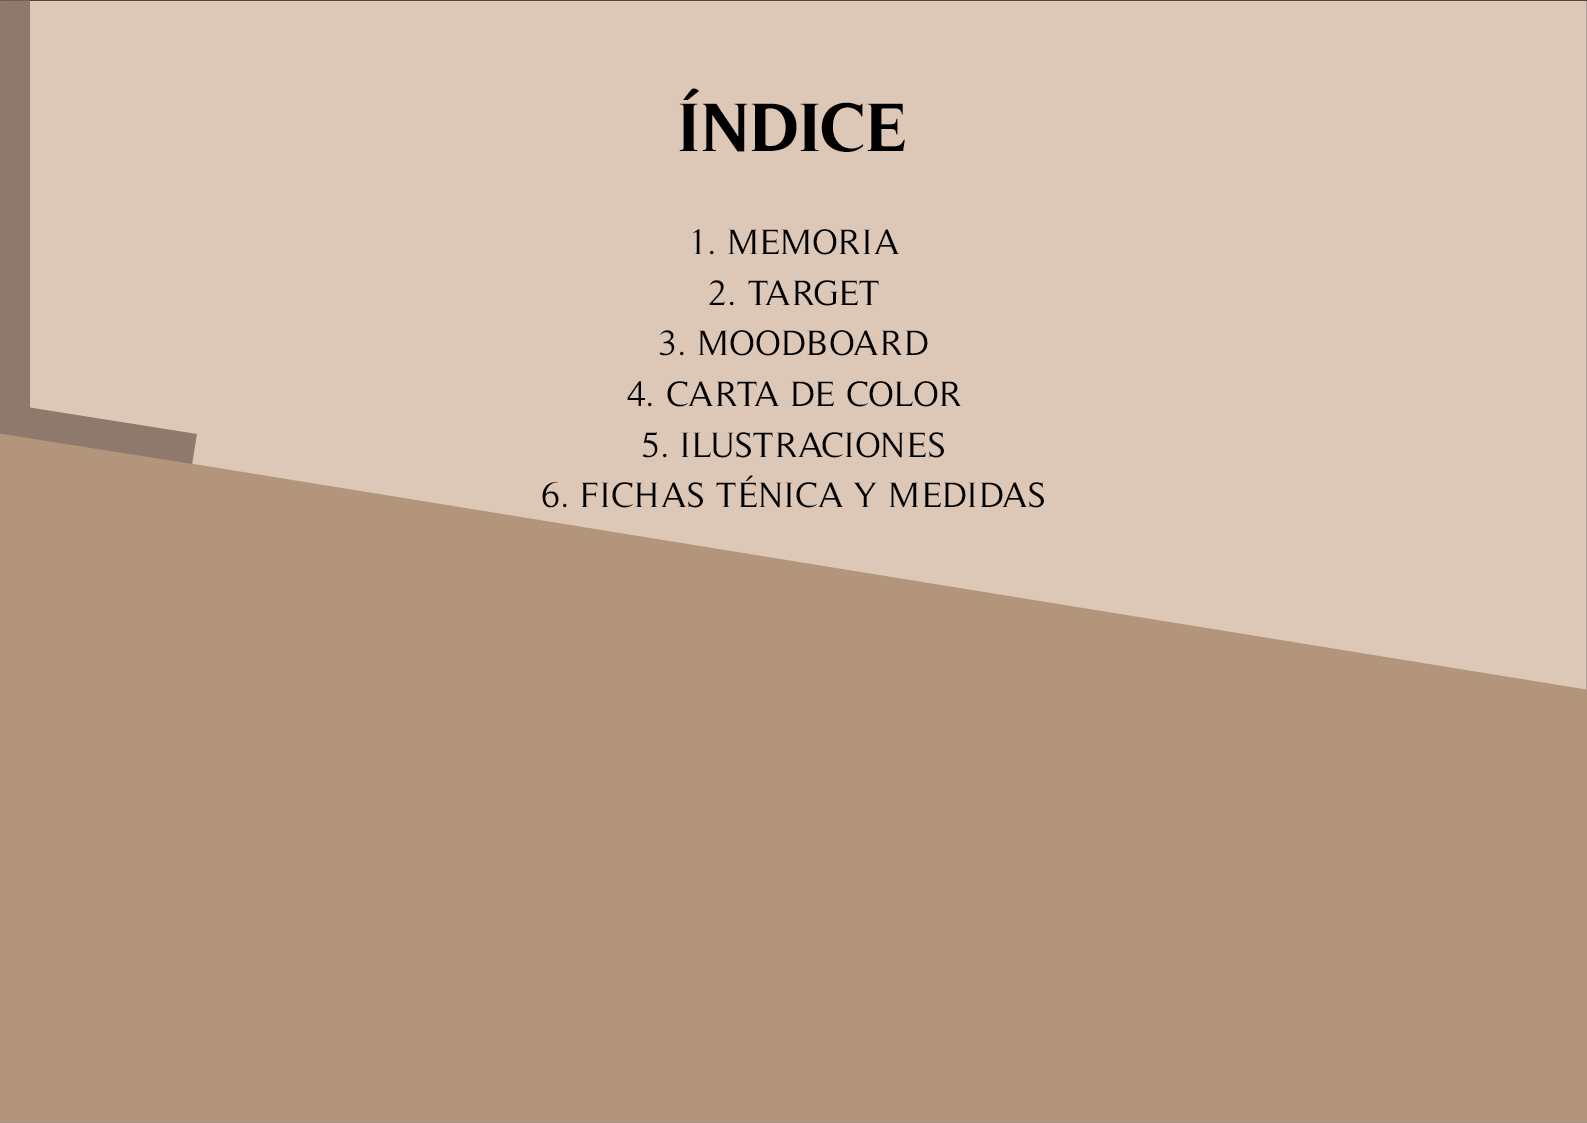 ÍNDICE
1. MEMORIA
2. TARGET
3. MOODBOARD
4. CARTA DE COLOR
5. ILUSTRACIONES
6. FICHAS TÉNICA Y MEDIDAS